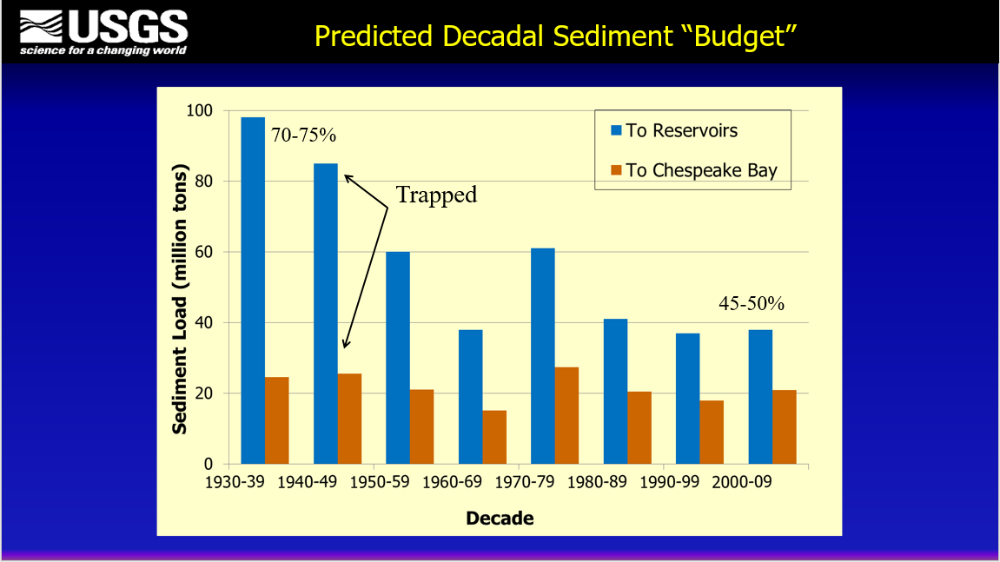 USGS
science for a changing world
Predicted Decadal Sediment “Budget”
100
80
60
40
20
0
Sediment Load (million tons)
70-75%
Trapped
45-50%
To Reservoirs
To Chespeake Bay
1930-39 1940-49 1950-59 1960-69 1970-79 1980-89 1990-99 2000-09
Decade